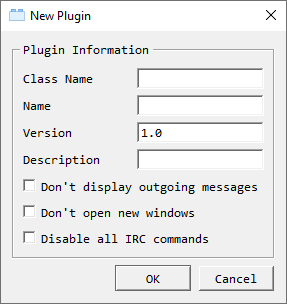 New Plugin
Plugin Information
Class Name
Name
Version 1.0
Description
Don't display outgoing messages
Don't open new windows
Disable all IRC commands
OK Cancel